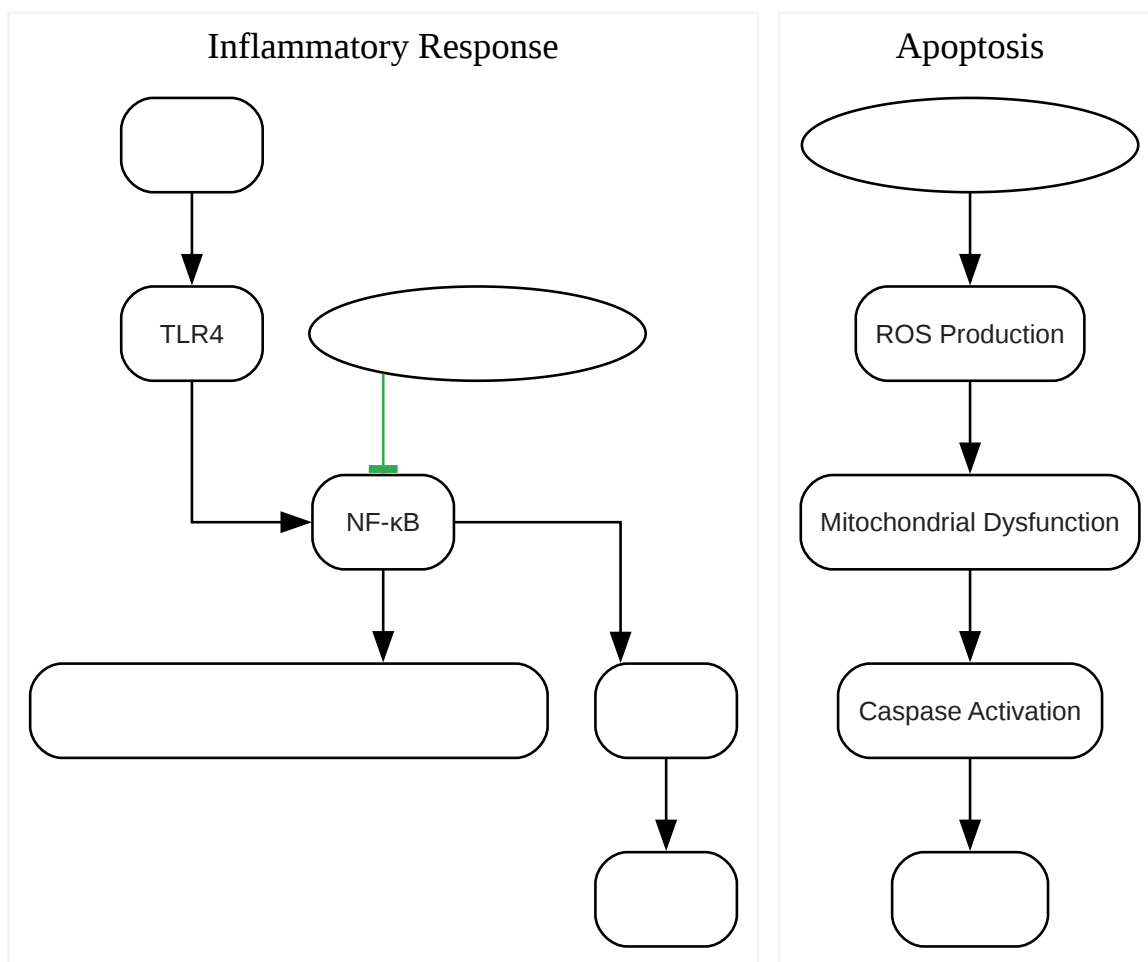 Inflammatory Response
TLR4
NF-κB
Apoptosis
ROS Production
Mitochondrial Dysfunction
Caspase Activation